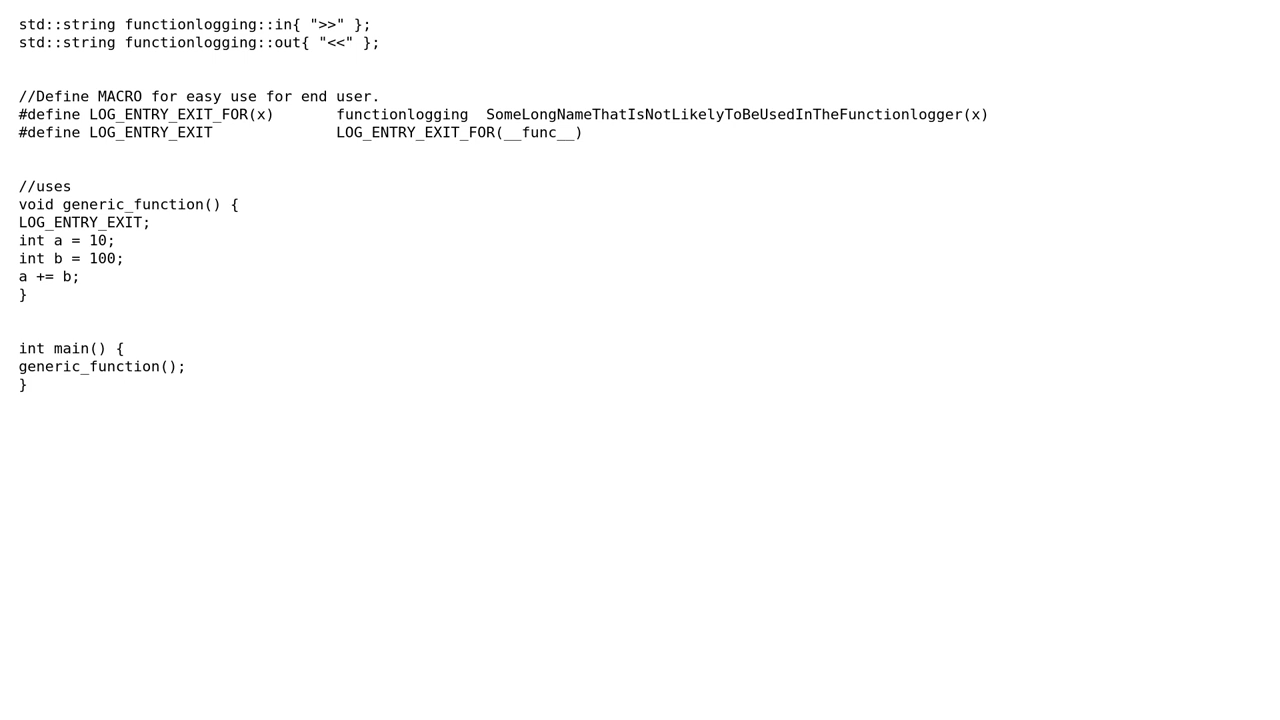 std::string functionlogging::in{ ">>" };
std::string functionlogging::out{ "<<" };
//Define MACRO for easy use for end user.
#define LOG_ENTRY_EXIT_FOR(x)       functionlogging  SomeLongNameThatIsNotLikelyToBeUsedInTheFunctionlogger(x)
#define LOG_ENTRY_EXIT              LOG_ENTRY_EXIT_FOR(__func__)
//uses
void generic_function() {
LOG_ENTRY_EXIT;
int a = 10;
int b = 100;
a += b;
}
int main() {
generic_function();
}